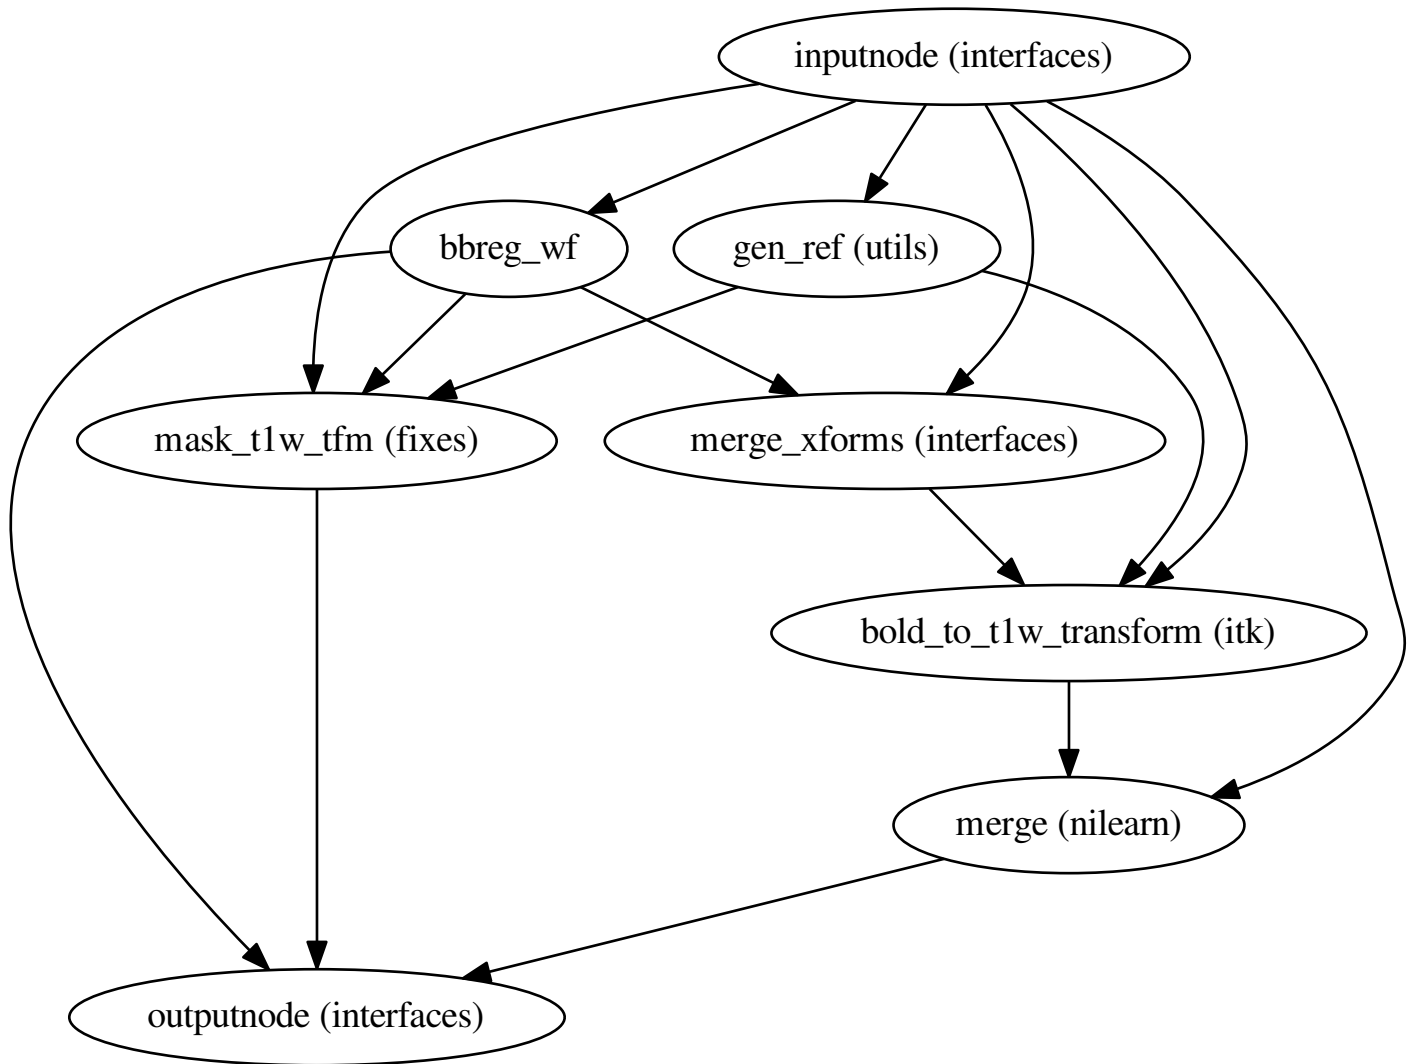 inputnode (interfaces)
bbreg_wf
gen_ref (utils)
mask_t1w_tfm (fixes)
merge_xforms (interfaces)
bold_to_t1w_transform (itk)
merge (nilearn)
outputnode (interfaces)